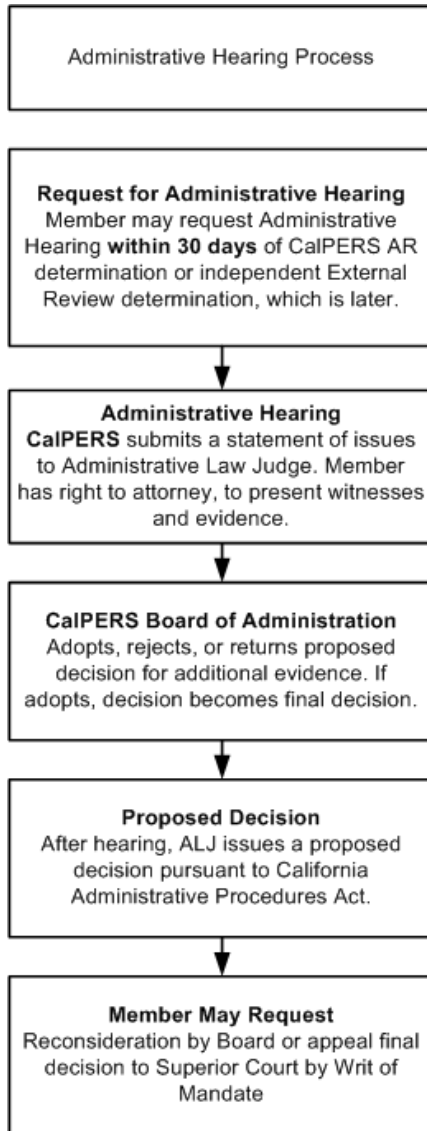 Administrative Hearing Process
Request for Administrative Hearing
Member may request Administrative
Hearing within 30 days of CalPERS AR
determination or independent External
Review determination, which is later.
Administrative Hearing
CalPERS submits a statement of issues
to Administrative Law Judge. Member
has right to attorney, to present witnesses
and evidence.
CalPERS Board of Administration
Adopts, rejects, or returns proposed
decision for additional evidence. If
adopts, decision becomes final decision.
Proposed Decision
After hearing, ALJ issues a proposed
decision pursuant to California
Administrative Procedures Act.
Member May Request
Reconsideration by Board or appeal final
decision to Superior Court by Writ of
Mandate